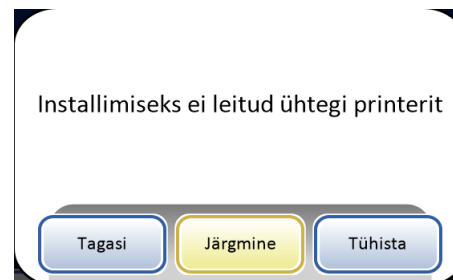 Installimiseks ei leitud ühtegi printerit
Tagasi
Järgmine
Tühista